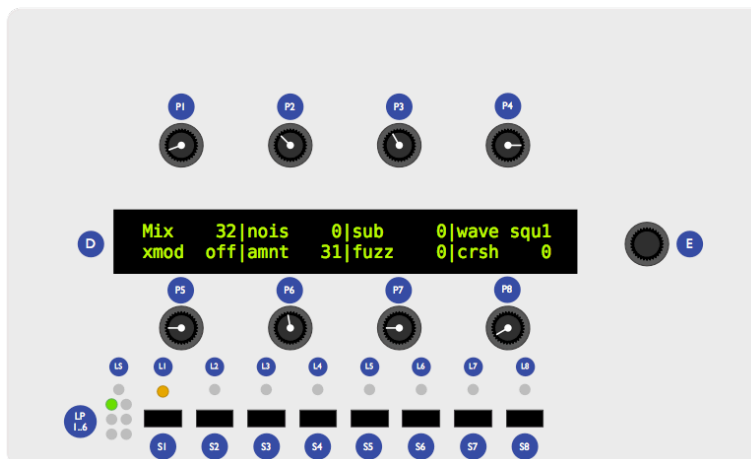 P1 P2 P3 P4
D
Mix 32|nois 0|sub 0|wave squ1
xmod off|amnt 31|fuzz 0|crsh 0
E
P5 P6 P7 P8
LS L1 L2 L3 L4 L5 L6 L7 L8
LP
1..6
S1 S2 S3 S4 S5 S6 S7 S8